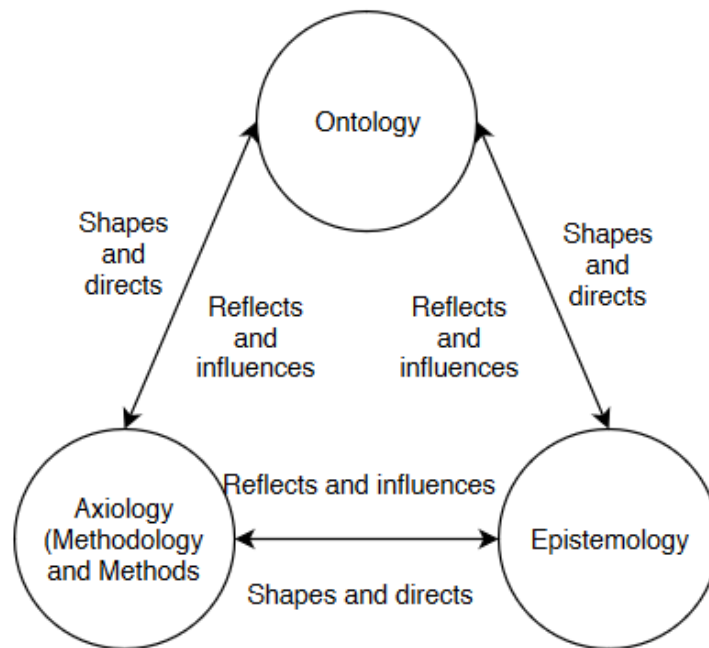 Ontology
Shapes
and
directs
Shapes
and
directs
Reflects
and
influences
Reflects
and
influences
Reflects and influences
Axiology
(Methodology
and Methods
Epistemology
Shapes and directs